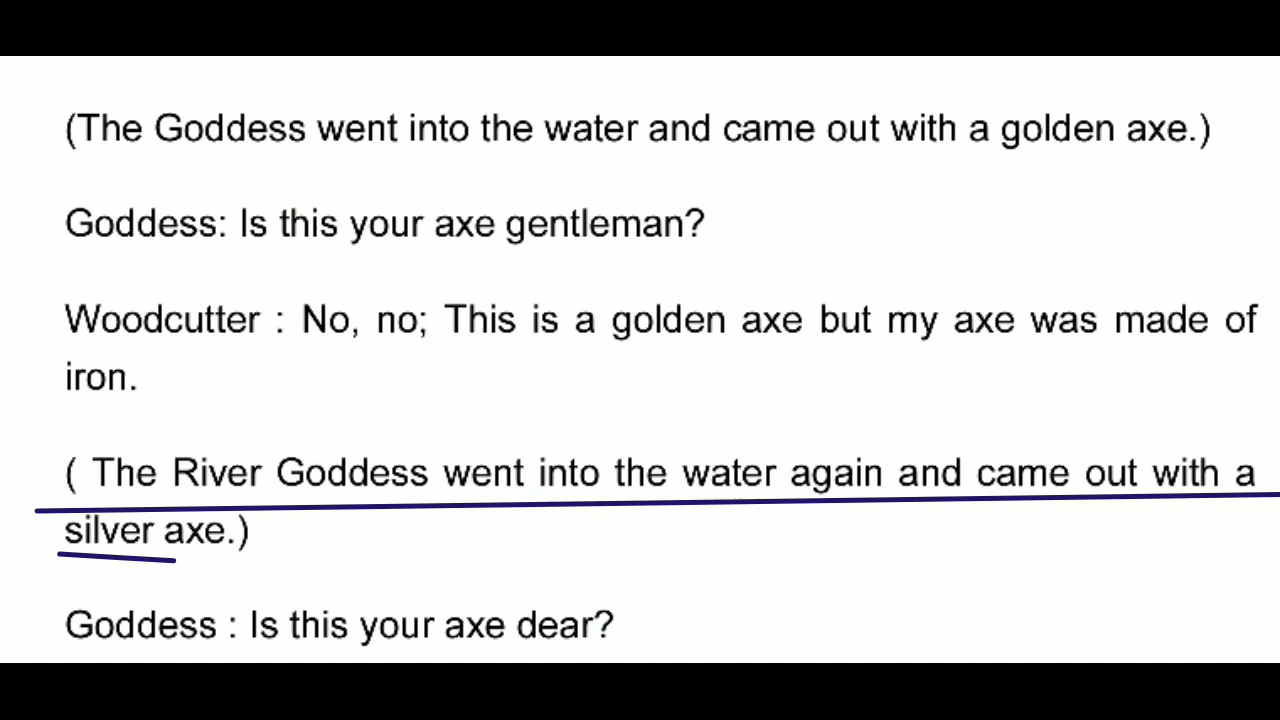 (The Goddess went into the water and came out with a golden axe.)
Goddess: Is this your axe gentleman?
Woodcutter : No, no; This is a golden axe but my axe was made of
iron.
( The River Goddess went into the water again and came out with a
silver axe.)
Goddess : Is this your axe dear?